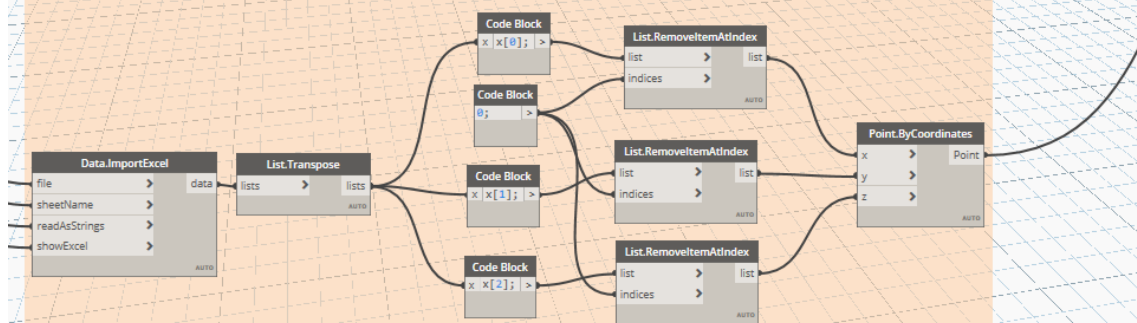 Data.ImportExcel
file > data
sheetName >
readAsStrings >
showExcel >
AUTO
List.Transpose
lists > lists
AUTO
Code Block
x x[0]; >
Code Block
0; >
Code Block
x x[1]; >
Code Block
x x[2]; >
List.RemoveItemAtIndex
list > list
indices >
AUTO
List.RemoveItemAtIndex
list > list
indices >
AUTO
List.RemoveItemAtIndex
list > list
indices >
AUTO
Point.ByCoordinates
x > Point
y >
z >
AUTO